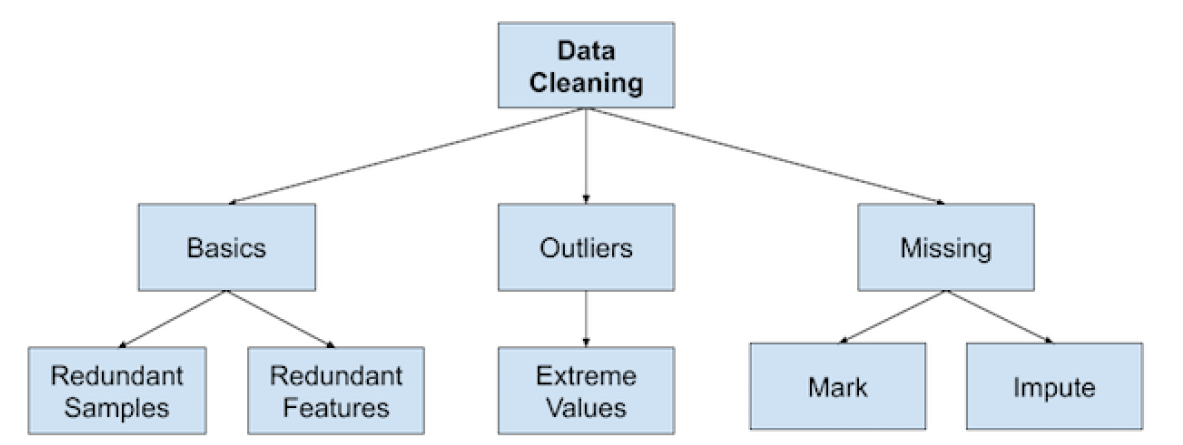 Data
Cleaning
Basics
Outliers
Missing
Redundant
Samples
Redundant
Features
Extreme
Values
Mark
Impute